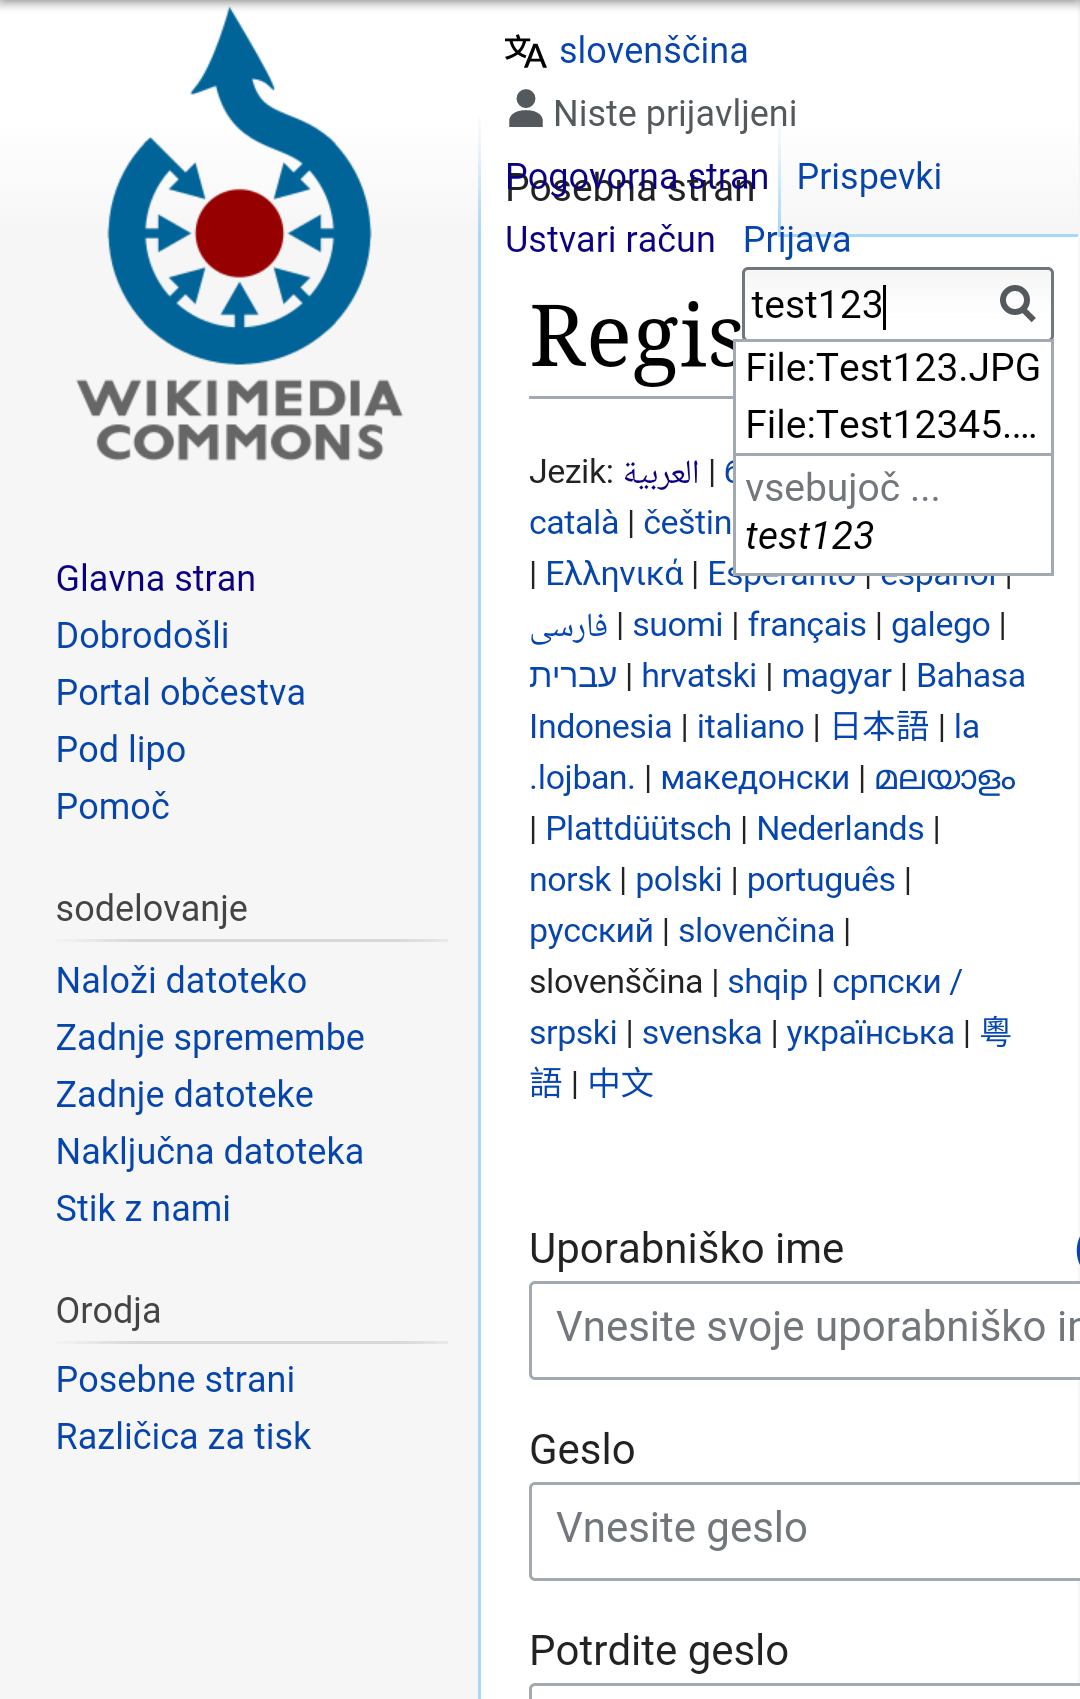 WIKIMEDIA
COMMONS
Glavna stran
Dobrodošli
Portal občestva
Pod lipo
Pomoč
sodelovanje
Naloži datoteko
Zadnje spremembe
Zadnje datoteke
Naključna datoteka
Stik z nami
Orodja
Posebne strani
Različica za tisk
slovenščina
Niste prijavljeni
Pogovorna stran Prispevki
Posebna stran
Ustvari račun Prijava
test123
File:Test123.JPG
File:Test12345....
vsebujoč ...
test123
Regis
Jezik: العربية |
català | češtin
| Ελληνικά | Esperanto | español |
فارسی | suomi | français | galego |
עברית | hrvatski | magyar | Bahasa
Indonesia | italiano | 日本語 | la
.lojban. | македонски | മലയാളം
| Plattdüütsch | Nederlands |
norsk | polski | português |
русский | slovenčina |
slovenščina | shqip | српски /
srpski | svenska | українська | 粵
語 | 中文
Uporabniško ime
Vnesite svoje uporabniško
Geslo
Vnesite geslo
Potrdite geslo